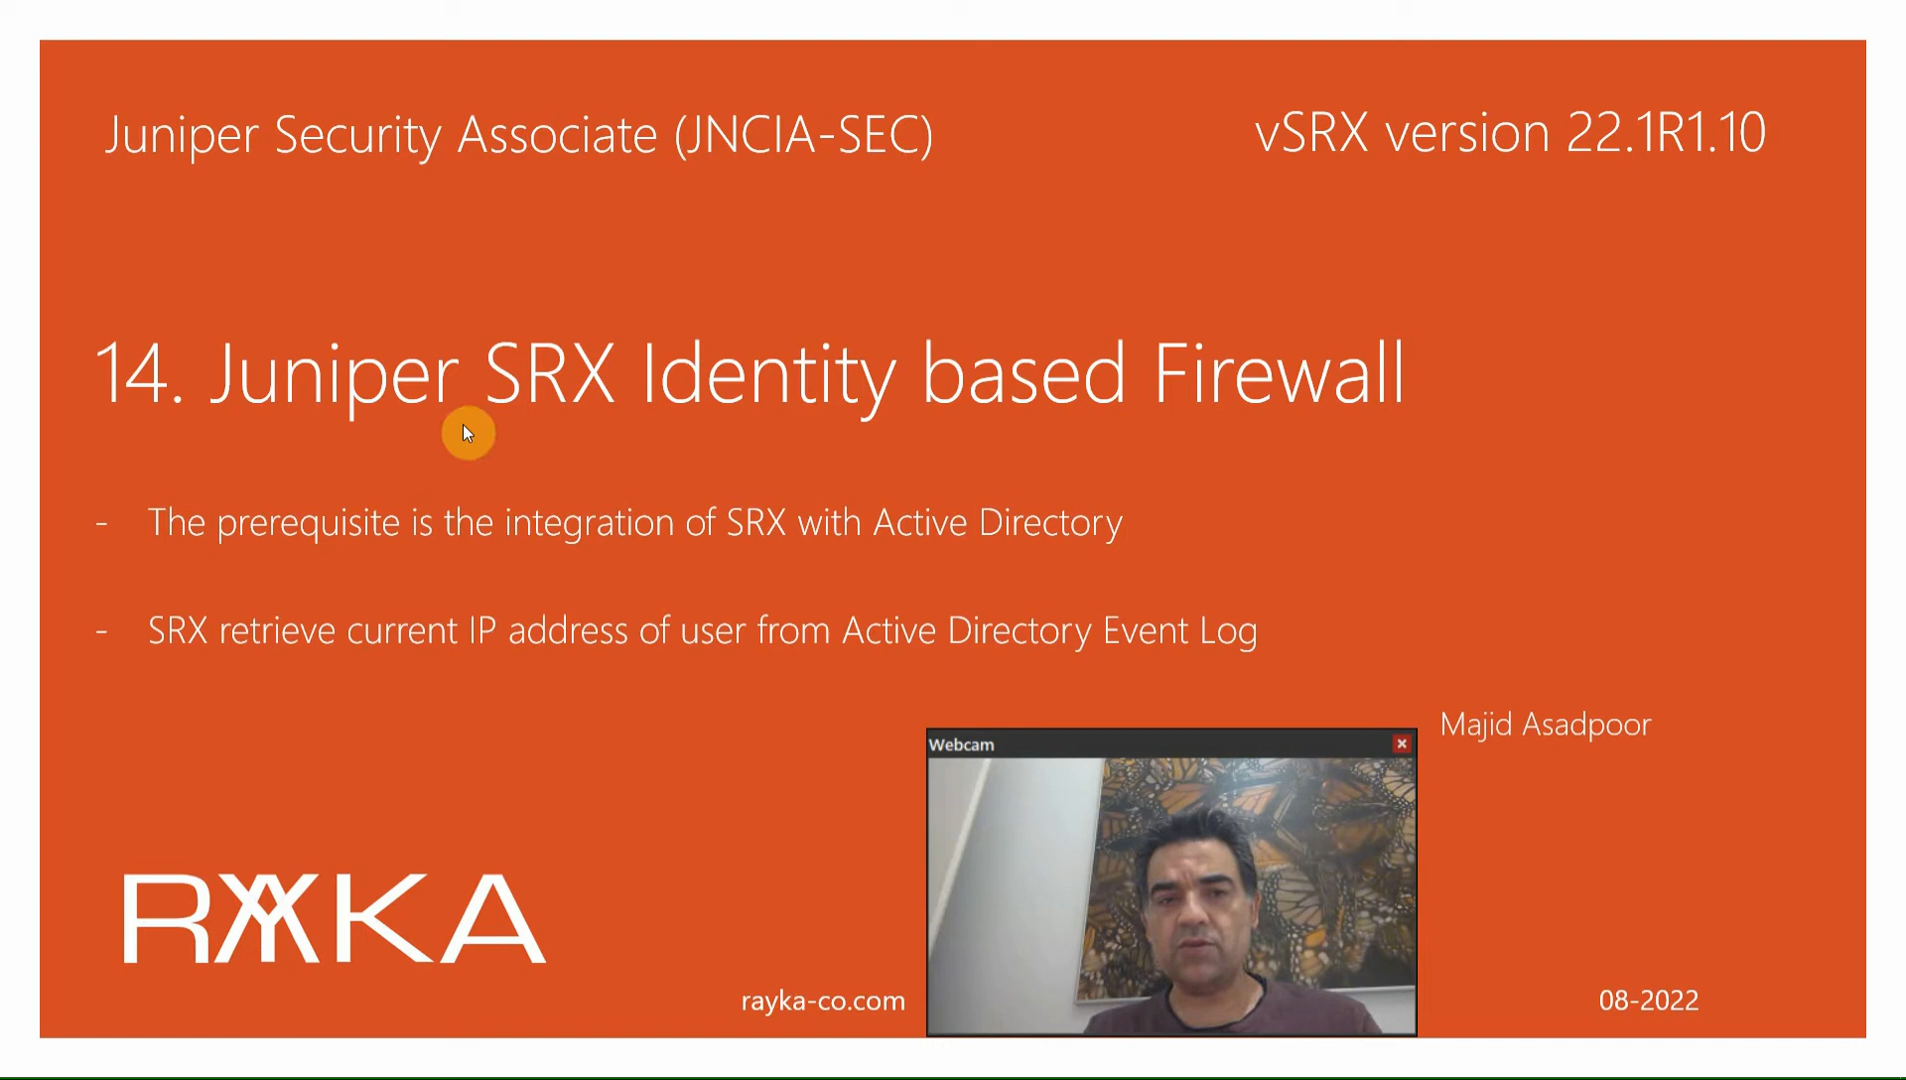 Juniper Security Associate (JNCIA-SEC)
vSRX version 22.1R1.10
14. Juniper SRX Identity based Firewall
- The prerequisite is the integration of SRX with Active Directory
- SRX retrieve current IP address of user from Active Directory Event Log
Majid Asadpoor
Webcam
RAYKA
rayka-co.com
08-2022